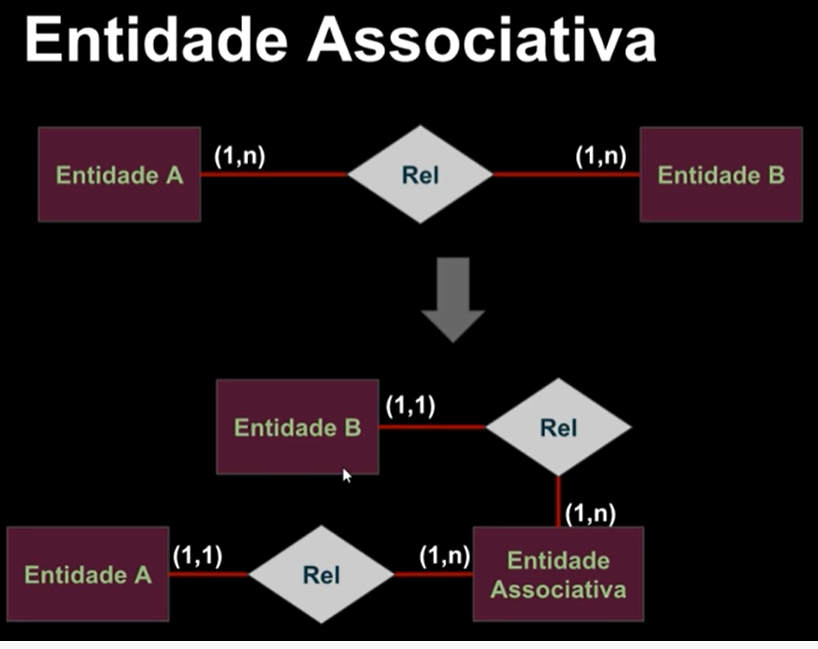 Entidade Associativa
(1,n) (1,n)
Entidade A Rel Entidade B
(1,1)
Entidade B Rel
(1,n)
(1,1) (1,n)
Entidade A Rel Entidade
Associativa